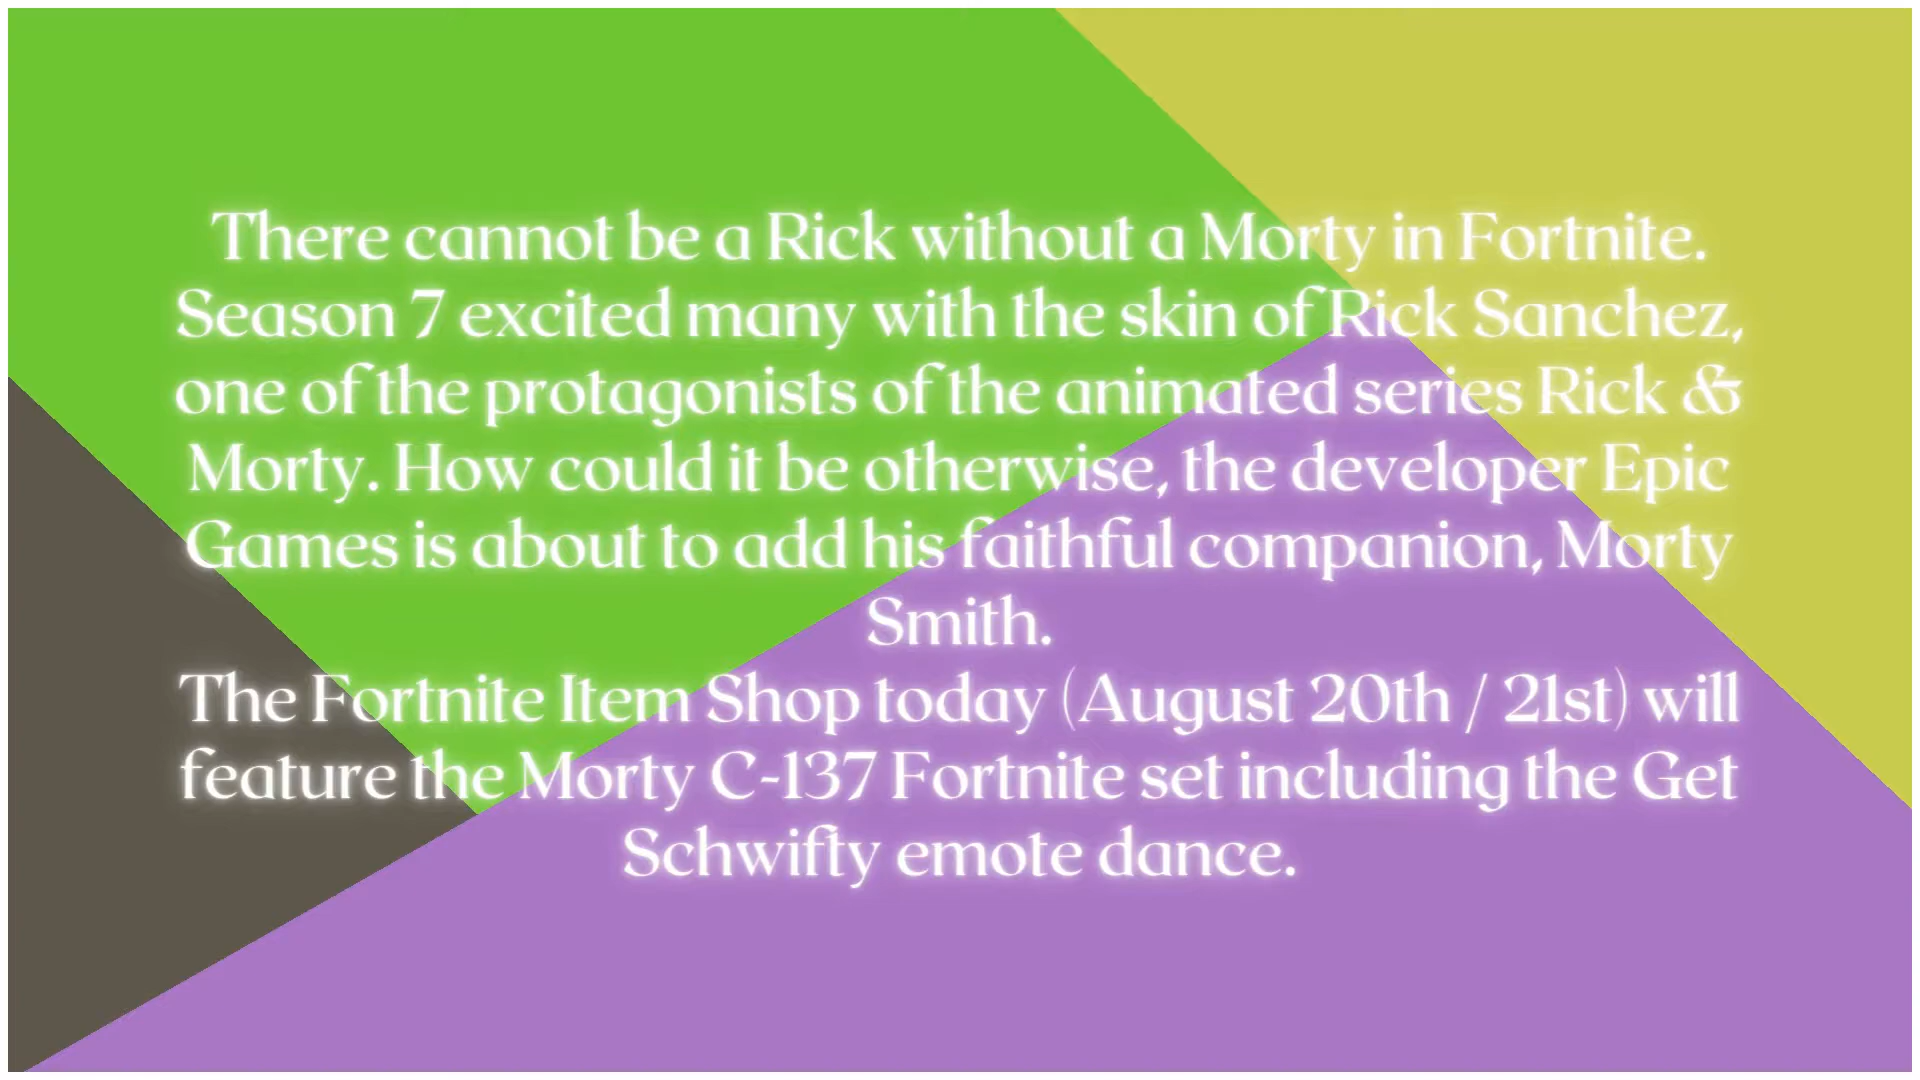 There cannot be a Rick without a Morty in Fortnite.
Season 7 excited many with the skin of Rick Sanchez,
one of the protagonists of the animated series Rick &
Morty. How could it be otherwise, the developer Epic
Games is about to add his faithful companion, Morty
Smith.
The Fortnite Item Shop today (August 20th / 21st) will
feature the Morty C-137 Fortnite set including the Get
Schwifty emote dance.